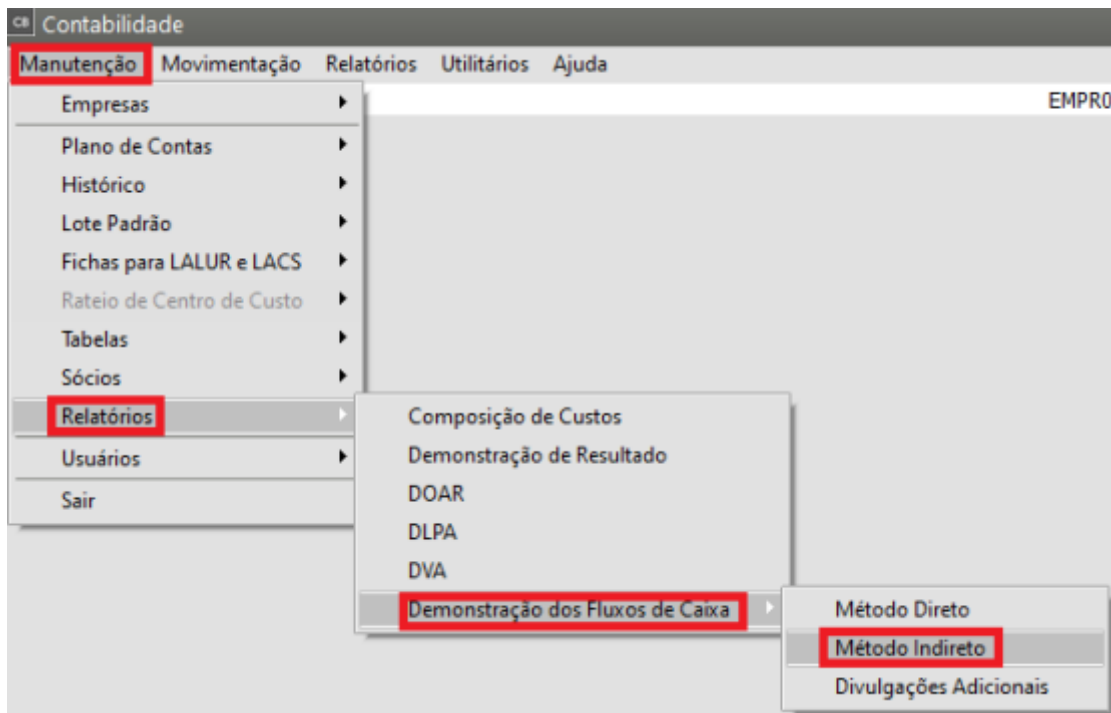 CB Contabilidade
Manutenção Movimentação Relatórios Utilitários Ajuda
Empresas
EMPRO
Plano de Contas
Histórico
Lote Padrão
Fichas para LALUR e LACS
Rateio de Centro de Custo
Tabelas
Sócios
Relatórios
Composição de Custos
Usuários
Demonstração de Resultado
Sair
DOAR
DLPA
DVA
Demonstração dos Fluxos de Caixa
Método Direto
Método Indireto
Divulgações Adicionais